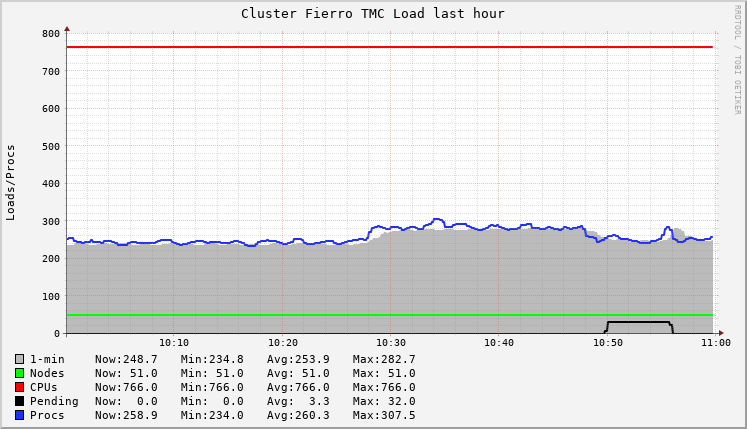 Cluster Fierro TMC Load last hour
RRDTOOL / TOBI OETIKER
Loads/Procs
800
700
600
500
400
300
200
100
0
10:10 10:20 10:30 10:40 10:50 11:00
1-min Now:248.7 Min:234.8 Avg:253.9 Max:282.7
Nodes Now: 51.0 Min: 51.0 Avg: 51.0 Max: 51.0
CPUs Now:766.0 Min:766.0 Avg:766.0 Max:766.0
Pending Now: 0.0 Min: 0.0 Avg: 3.3 Max: 32.0
Procs Now:258.9 Min:234.0 Avg:260.3 Max:307.5